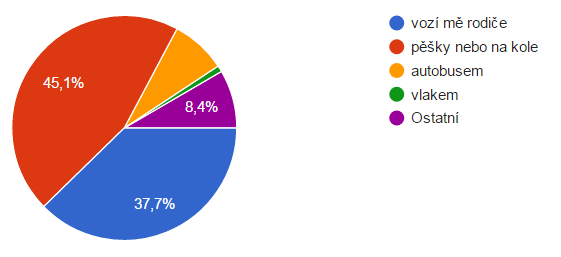 45,1%
8,4%
37,7%
vozí mě rodiče
pěšky nebo na kole
autobusem
vlakem
Ostatní